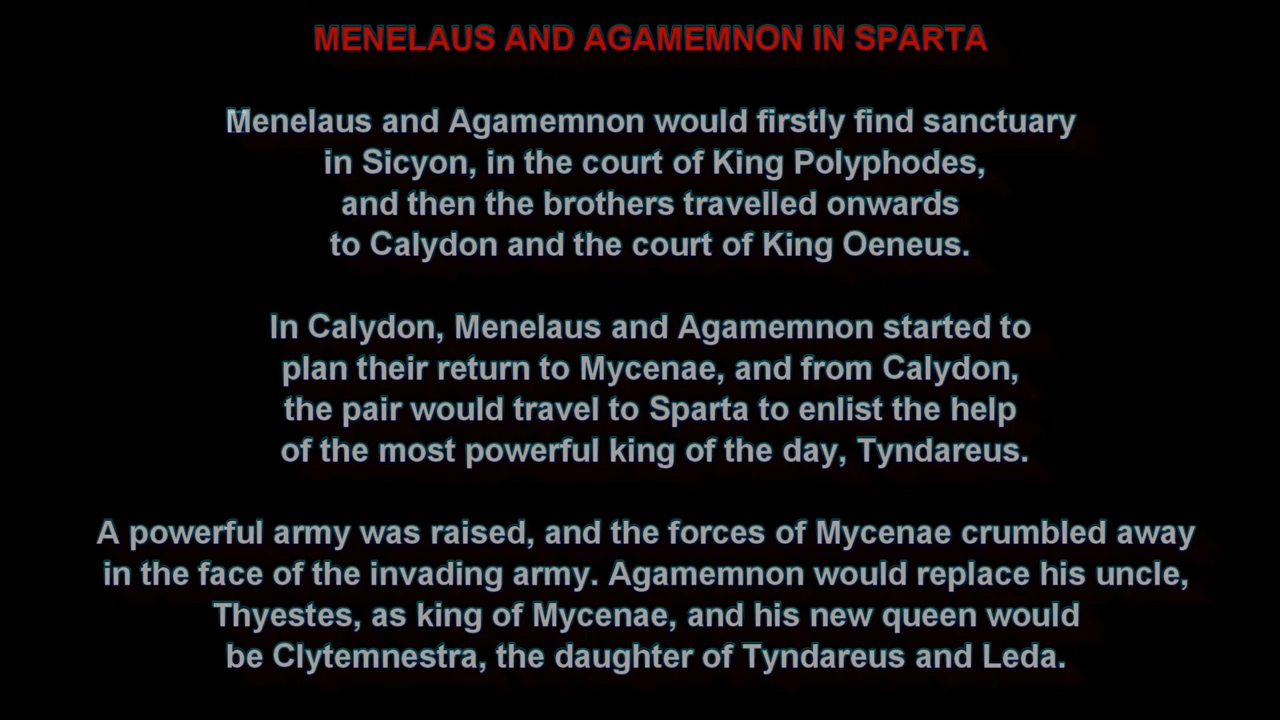 MENELAUS AND AGAMEMNON IN SPARTA
Menelaus and Agamemnon would firstly find sanctuary
in Sicyon, in the court of King Polyphodes,
and then the brothers travelled onwards
to Calydon and the court of King Oeneus.
In Calydon, Menelaus and Agamemnon started to
plan their return to Mycenae, and from Calydon,
the pair would travel to Sparta to enlist the help
of the most powerful king of the day, Tyndareus.
A powerful army was raised, and the forces of Mycenae crumbled away
in the face of the invading army. Agamemnon would replace his uncle,
Thyestes, as king of Mycenae, and his new queen would
be Clytemnestra, the daughter of Tyndareus and Leda.